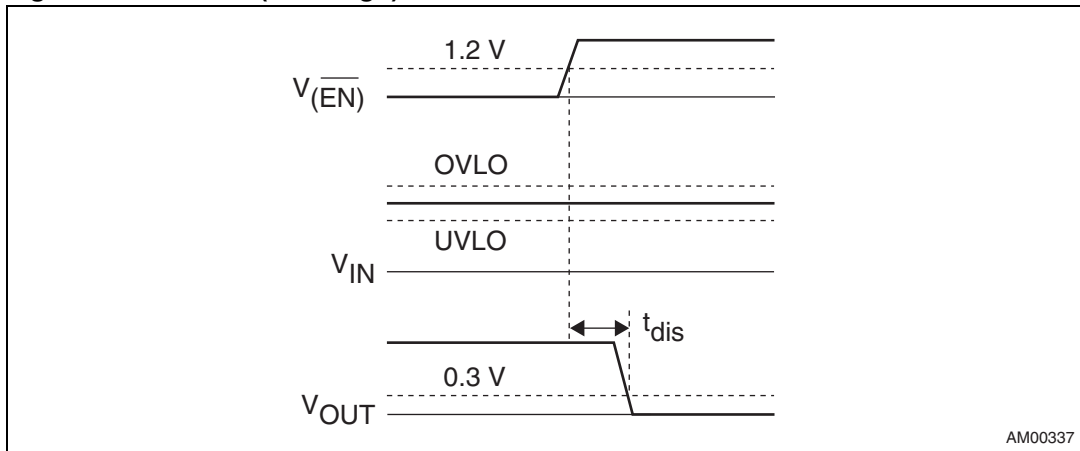 1.2 V
V(EN)
OVLO
UVLO
VIN
tdis
0.3 V
VOUT
AM00337